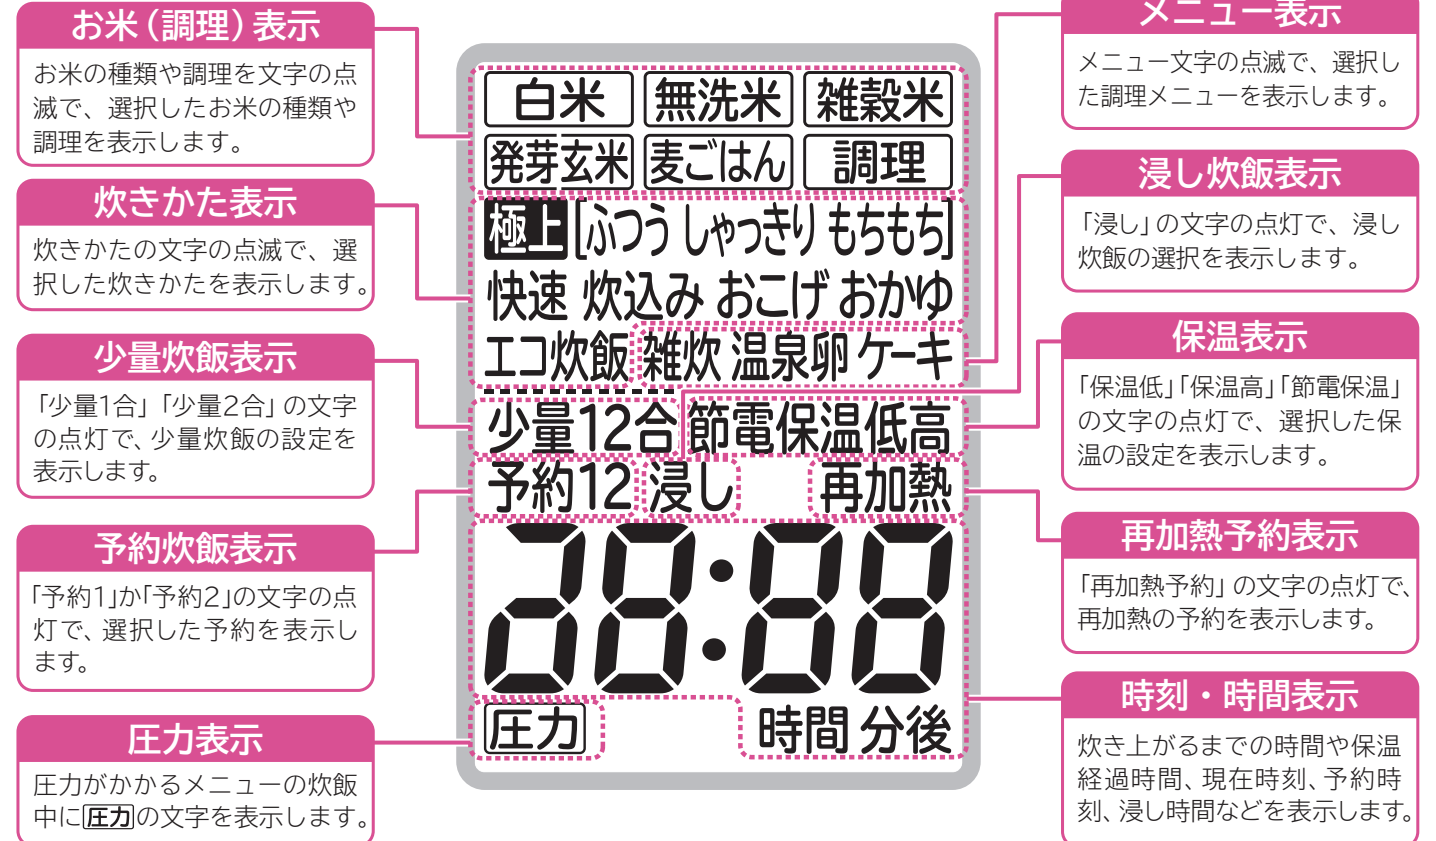 お米(調理)表示
お米の種類や調理を文字の点
滅で、選択したお米の種類や
調理を表示します。
炊きかた表示
炊きかたの文字の点滅で、選
択した炊きかたを表示します。
少量炊飯表示
「少量1合」「少量2合」の文字
の点灯で、少量炊飯の設定を
表示します。
予約炊飯表示
「予約1」か「予約2」の文字の点
灯で、選択した予約を表示し
ます。
圧力表示
圧力がかかるメニューの炊飯
中に圧力の文字を表示します。
白米 無洗米 雑穀米
発芽玄米 麦ごはん 調理
極上[ふつう しゃっきり もちもち]
快速 炊込み おこげ おかゆ
エコ炊飯 雑炊 温泉卵 ケーキ
少量12合 節電保温低高
予約12 浸し 再加熱
28:88
圧力 時間 分後
メニュー表示
メニュー文字の点滅で、選択し
た調理メニューを表示します。
浸し炊飯表示
「浸し」の文字の点灯で、浸し
炊飯の選択を表示します。
保温表示
「保温低」「保温高」「節電保温」
の文字の点灯で、選択した保
温の設定を表示します。
再加熱予約表示
「再加熱予約」の文字の点灯で、
再加熱の予約を表示します。
時刻・時間表示
炊き上がるまでの時間や保温
経過時間、現在時刻、予約時
刻、浸し時間などを表示します。